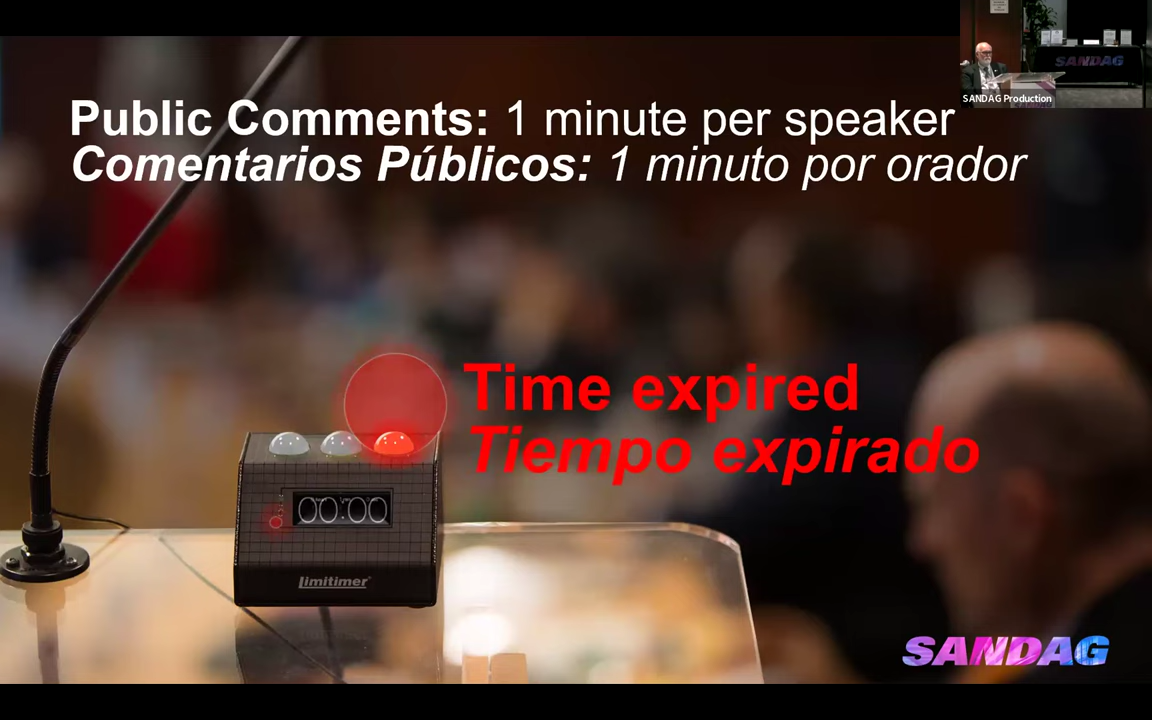 Public Comments: 1 minute per speaker
Comentarios Públicos: 1 minuto por orador
SANDAG
SANDAG Production
Time expired
Tiempo expirado
00:00
limitimer
SANDAG